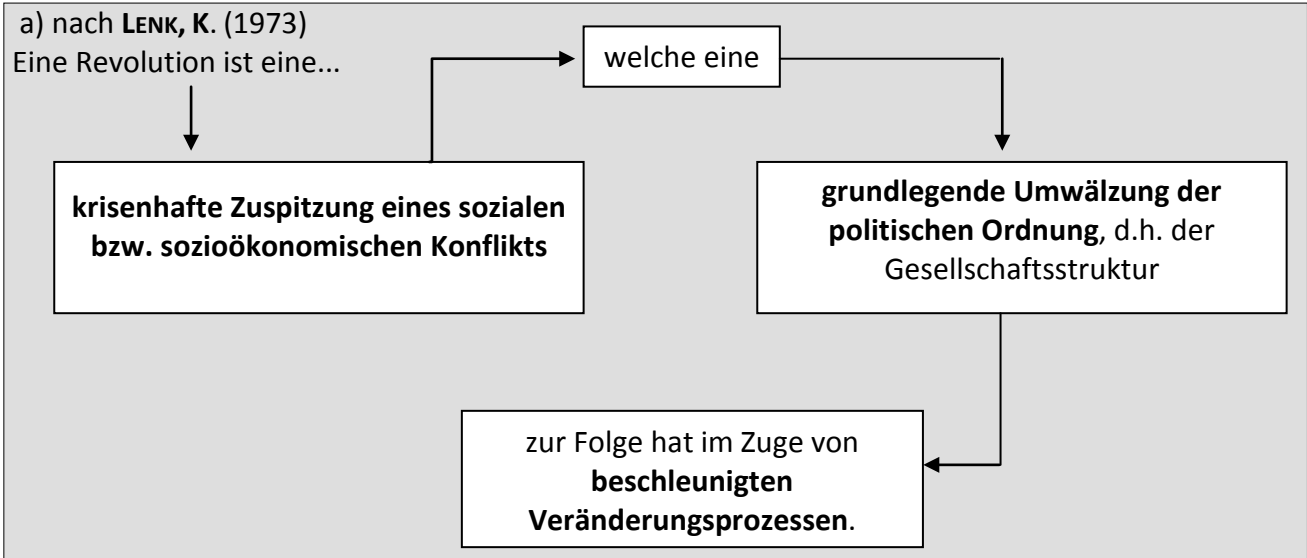 a) nach LENK, K. (1973)
Eine Revolution ist eine...
krisenhafte Zuspitzung eines sozialen
bzw. sozioökonomischen Konflikts
welche eine
grundlegende Umwälzung der
politischen Ordnung, d.h. der
Gesellschaftsstruktur
zur Folge hat im Zuge von
beschleunigten
Veränderungsprozessen.